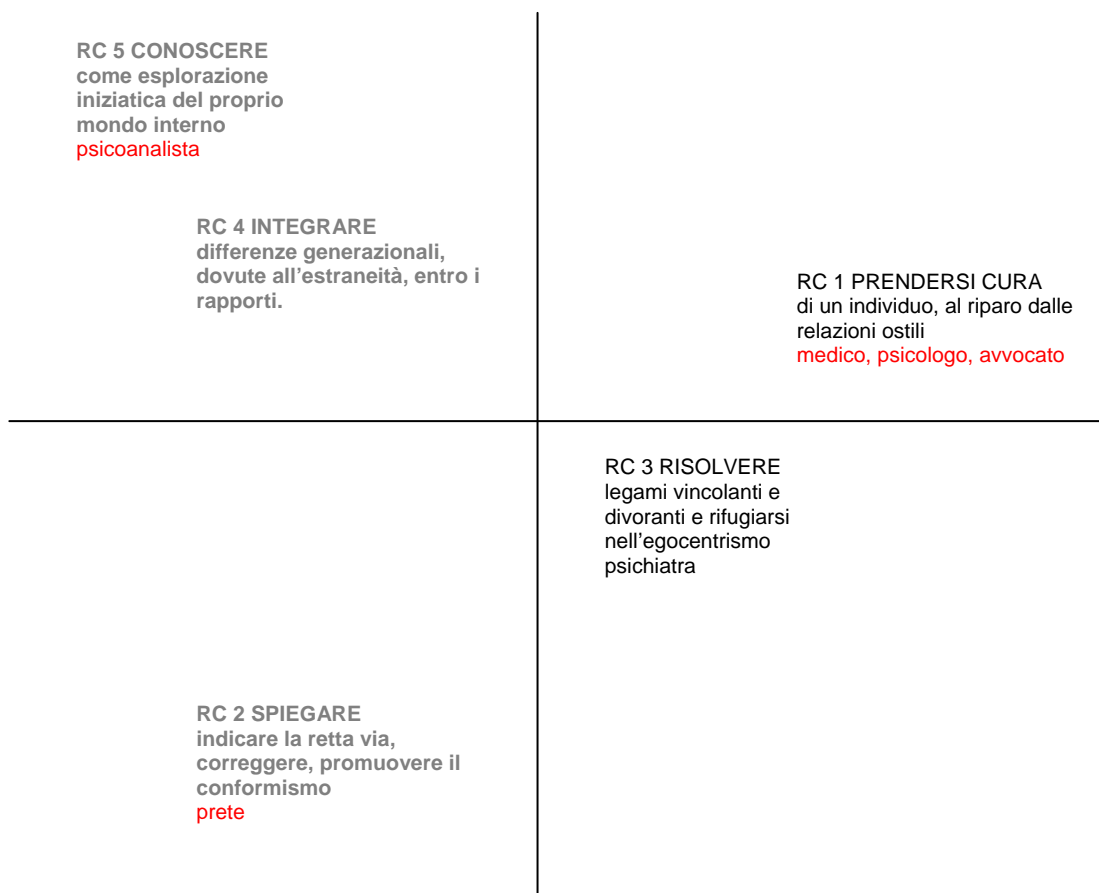 RC 5 CONOSCERE
come esplorazione
iniziatica del proprio
mondo interno
psicoanalista
RC 4 INTEGRARE
differenze generazionali,
dovute all'estraneità, entro i
rapporti.
RC 1 PRENDERSI CURA
di un individuo, al riparo dalle
relazioni ostili
medico, psicologo, avvocato
RC 3 RISOLVERE
legami vincolanti e
divoranti e rifugiarsi
nell'egocentrismo
psichiatra
RC 2 SPIEGARE
indicare la retta via,
correggere, promuovere il
conformismo
prete